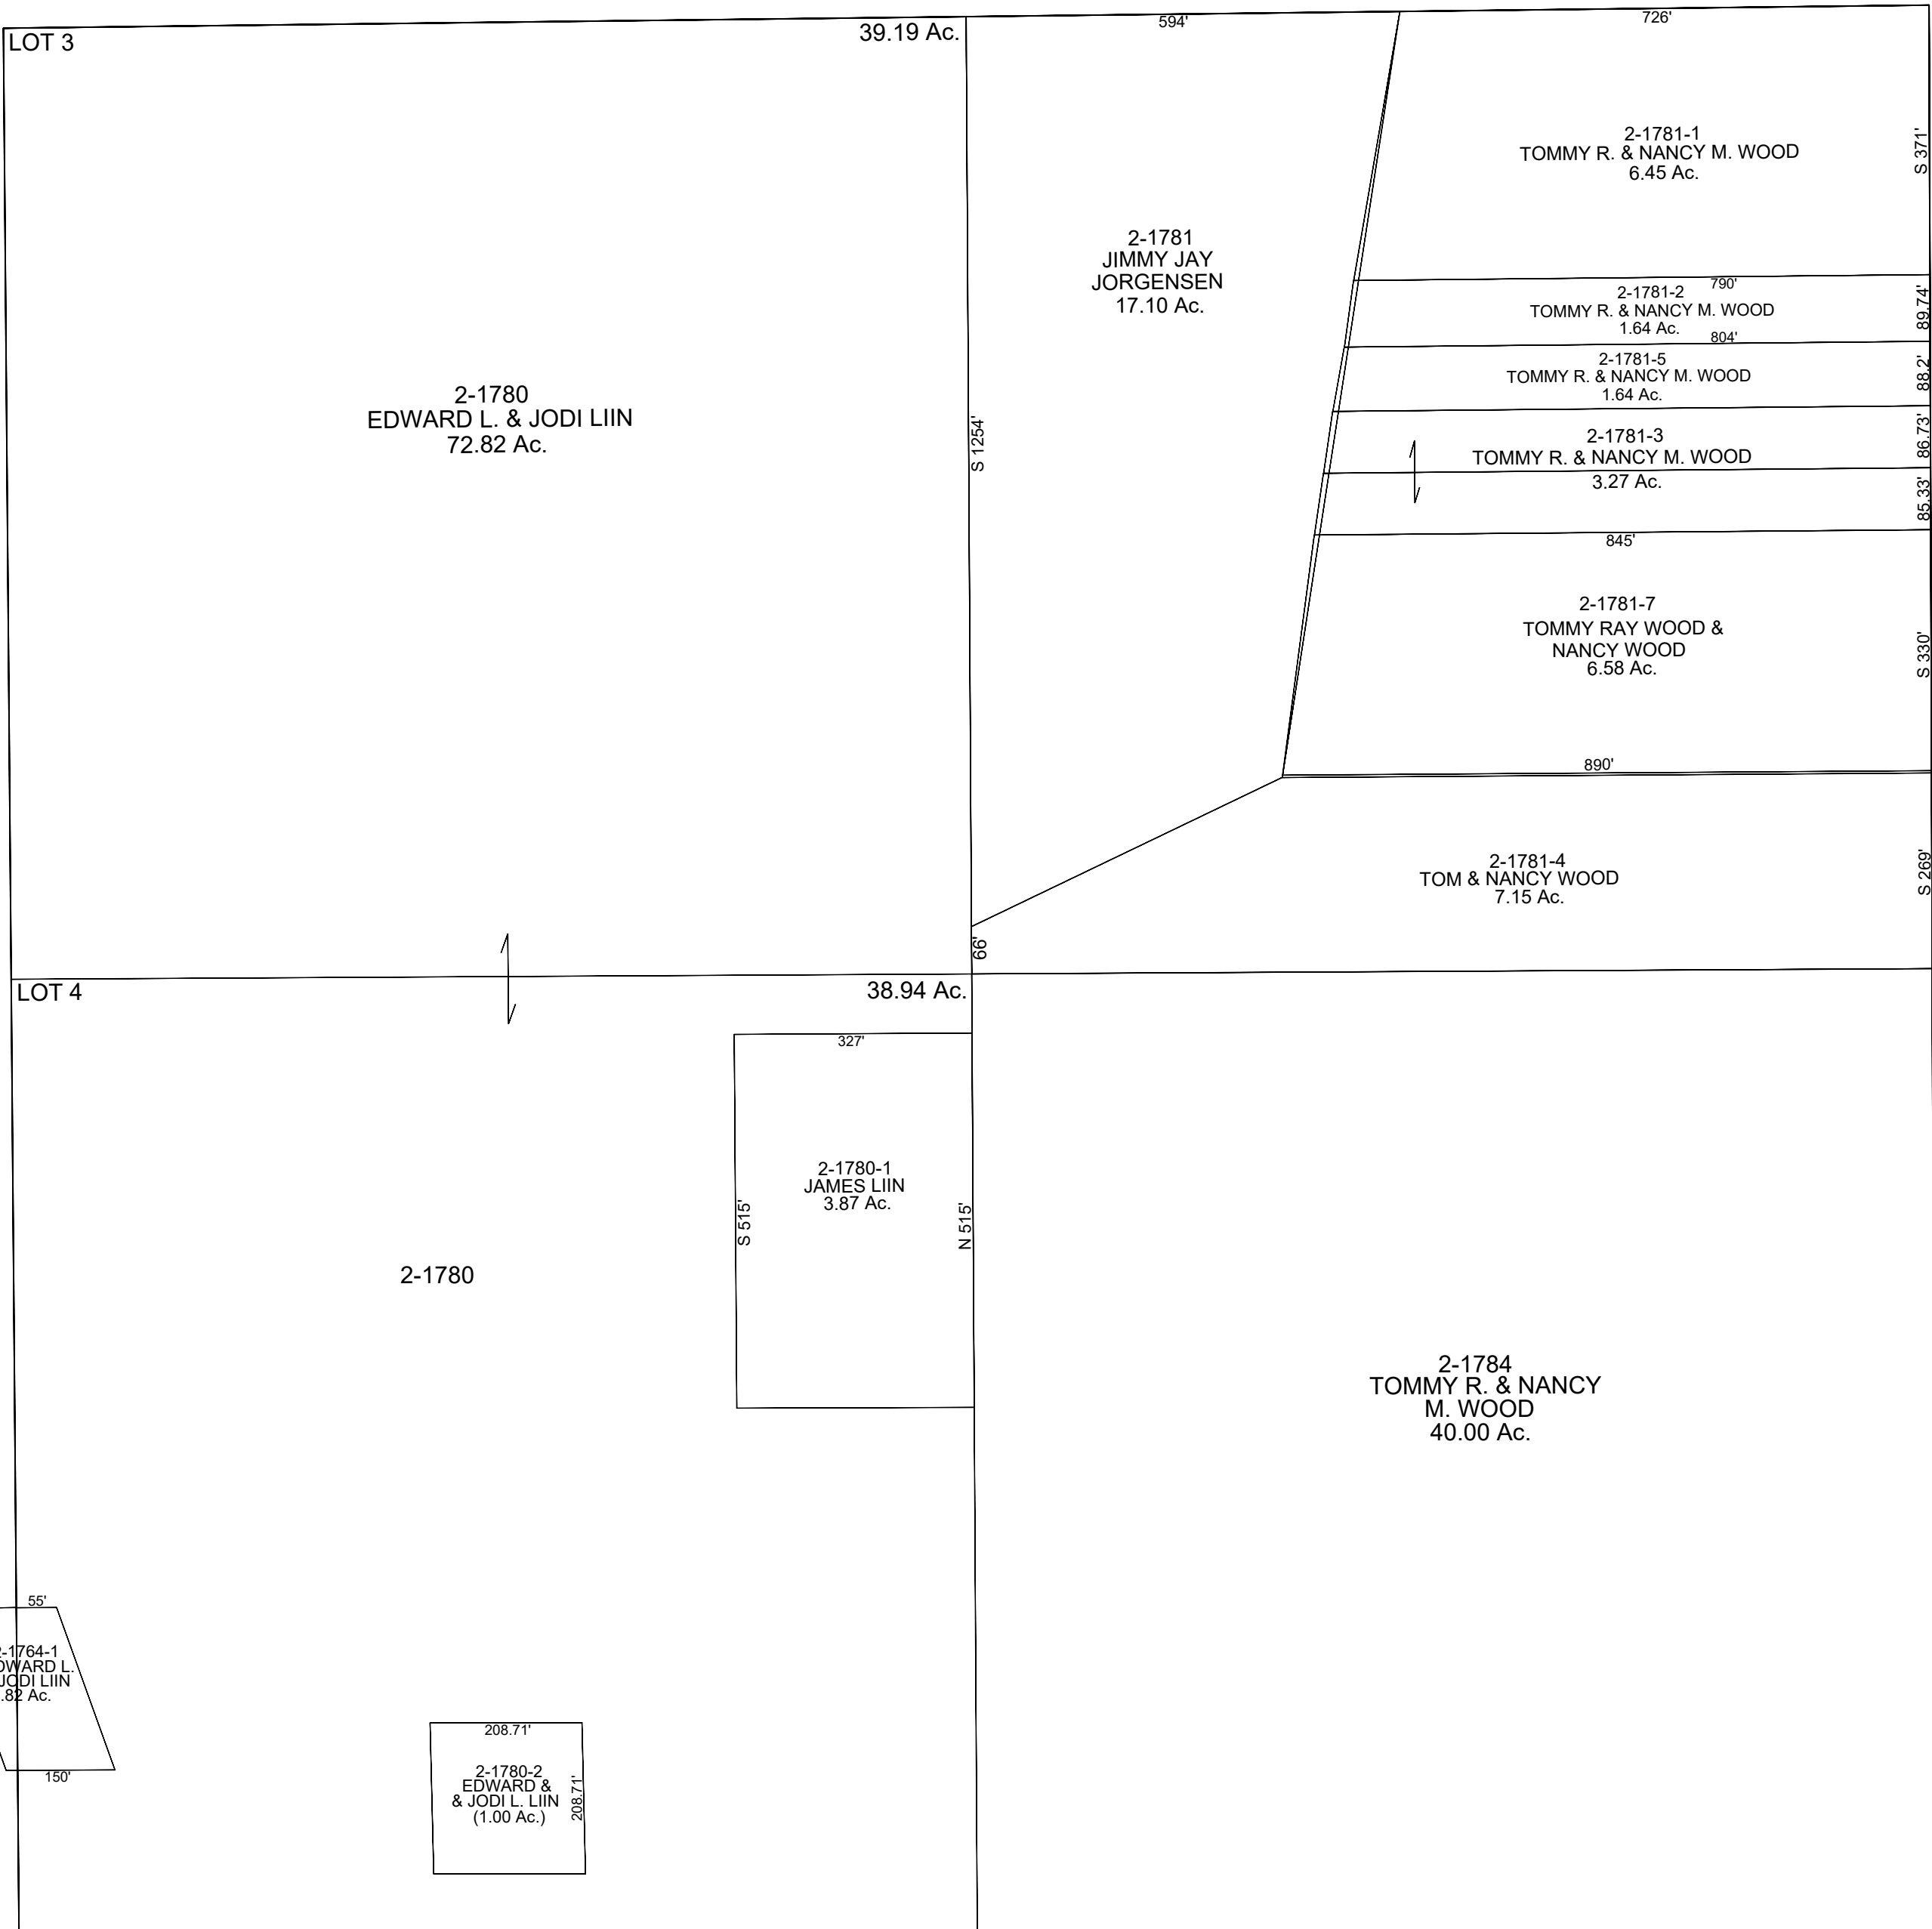 LOT 3
39.19 Ac.
594'
726'
2-1781-1
TOMMY R. & NANCY M. WOOD
6.45 Ac.
S 371'
2-1781
JIMMY JAY
JORGENSEN
17.10 Ac.
790'
2-1781-2
TOMMY R. & NANCY M. WOOD
1.64 Ac.
89.74'
804'
2-1781-5
TOMMY R. & NANCY M. WOOD
1.64 Ac.
88.2'
2-1780
EDWARD L. & JODI LIIN
72.82 Ac.
S 1254'
2-1781-3
TOMMY R. & NANCY M. WOOD
3.27 Ac.
86.73'
85.33'
845'
2-1781-7
TOMMY RAY WOOD &
NANCY WOOD
6.58 Ac.
S 330'
890'
2-1781-4
TOM & NANCY WOOD
7.15 Ac.
S 269'
66'
LOT 4
38.94 Ac.
327'
2-1780-1
JAMES LIIN
3.87 Ac.
S 515'
N 515'
2-1780
2-1784
TOMMY R. & NANCY
M. WOOD
40.00 Ac.
55'
-1764-1
WARD L.
JODI LIIN
.82 Ac.
150'
208.71'
2-1780-2
EDWARD &
& JODI L. LIIN
(1.00 Ac.)
208.71'